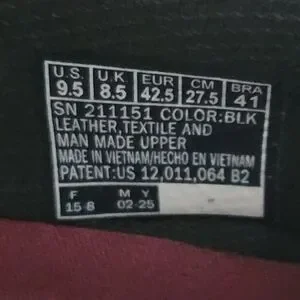 U.S. U.K EUR CM BRA
9.5 8.5 42.5 27.5 41
SN 211151 COLOR:BLK
LEATHER,TEXTILE AND
MAN MADE UPPER
MADE IN VIETNAM/HECHO EN VIETNAM
PATENT:US 12,011,064 B2
F M Y
15 8 02-25